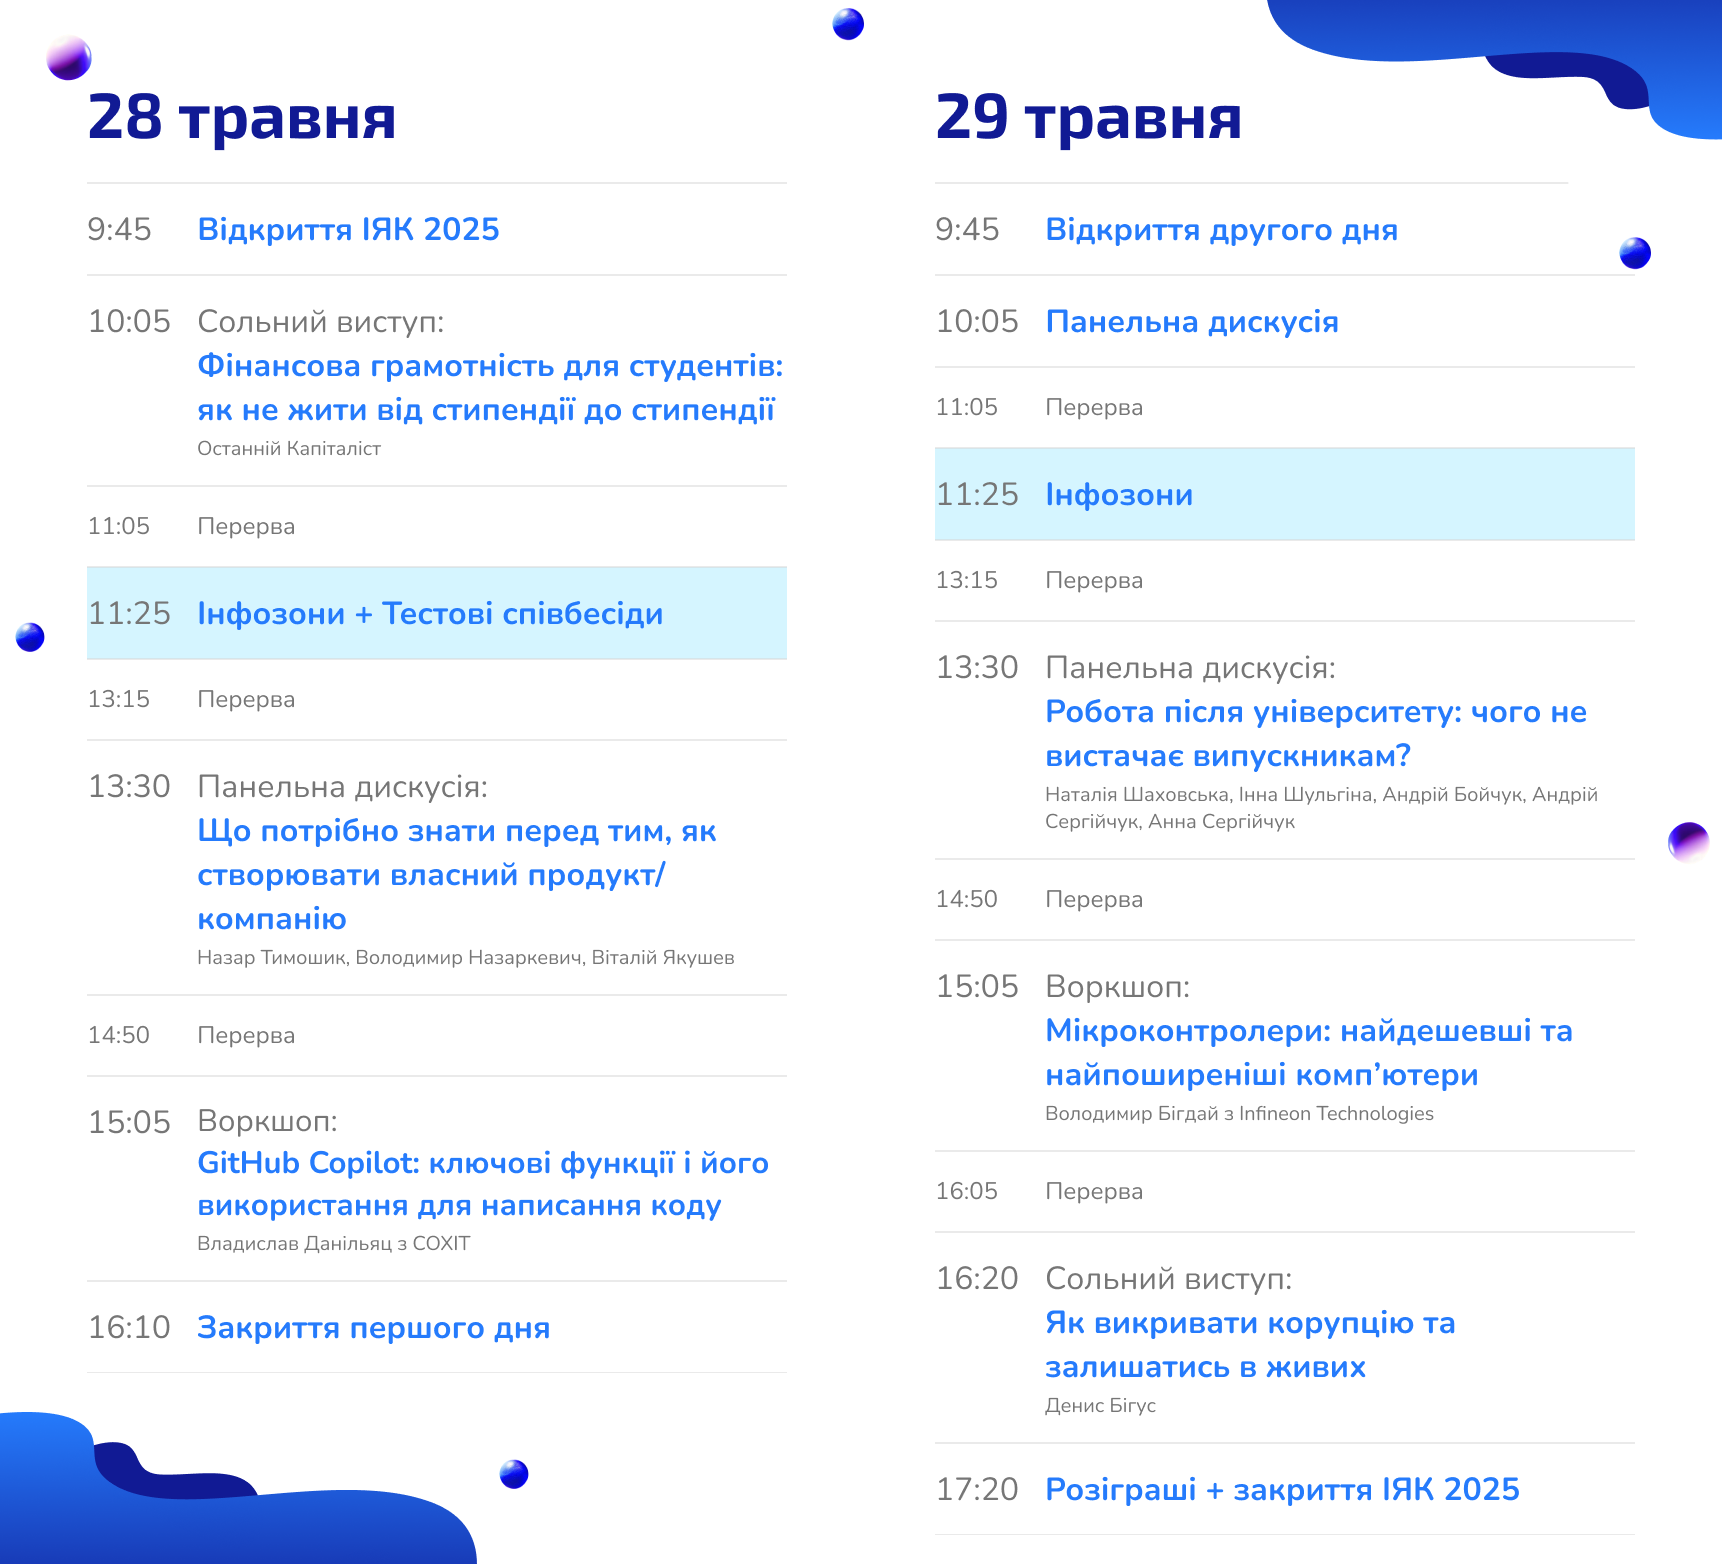 28 травня
9:45 Відкриття ІЯК 2025
10:05 Сольний виступ:
Фінансова грамотність для студентів:
як не жити від стипендії до стипендії
Останній Капіталіст
11:05 Перерва
11:25 Інфозони + Тестові співбесіди
13:15 Перерва
13:30 Панельна дискусія:
Що потрібно знати перед тим, як
створювати власний продукт/
компанію
Назар Тимошик, Володимир Назаркевич, Віталій Якушев
14:50 Перерва
15:05 Воркшоп:
GitHub Copilot: ключові функції і його
використання для написання коду
Владислав Данільяц з СОХІТ
16:10 Закриття першого дня
29 травня
9:45 Відкриття другого дня
10:05 Панельна дискусія
11:05 Перерва
11:25 Інфозони
13:15 Перерва
13:30 Панельна дискусія:
Робота після університету: чого не
вистачає випускникам?
Наталія Шаховська, Інна Шульгіна, Андрій Бойчук, Андрій
Сергійчук, Анна Сергійчук
14:50 Перерва
15:05 Воркшоп:
Мікроконтролери: найдешевші та
найпоширеніші комп’ютери
Володимир Бігдай з Infineon Technologies
16:05 Перерва
16:20 Сольний виступ:
Як викривати корупцію та
залишатись в живих
Денис Бігус
17:20 Розіграші + закриття ІЯК 2025